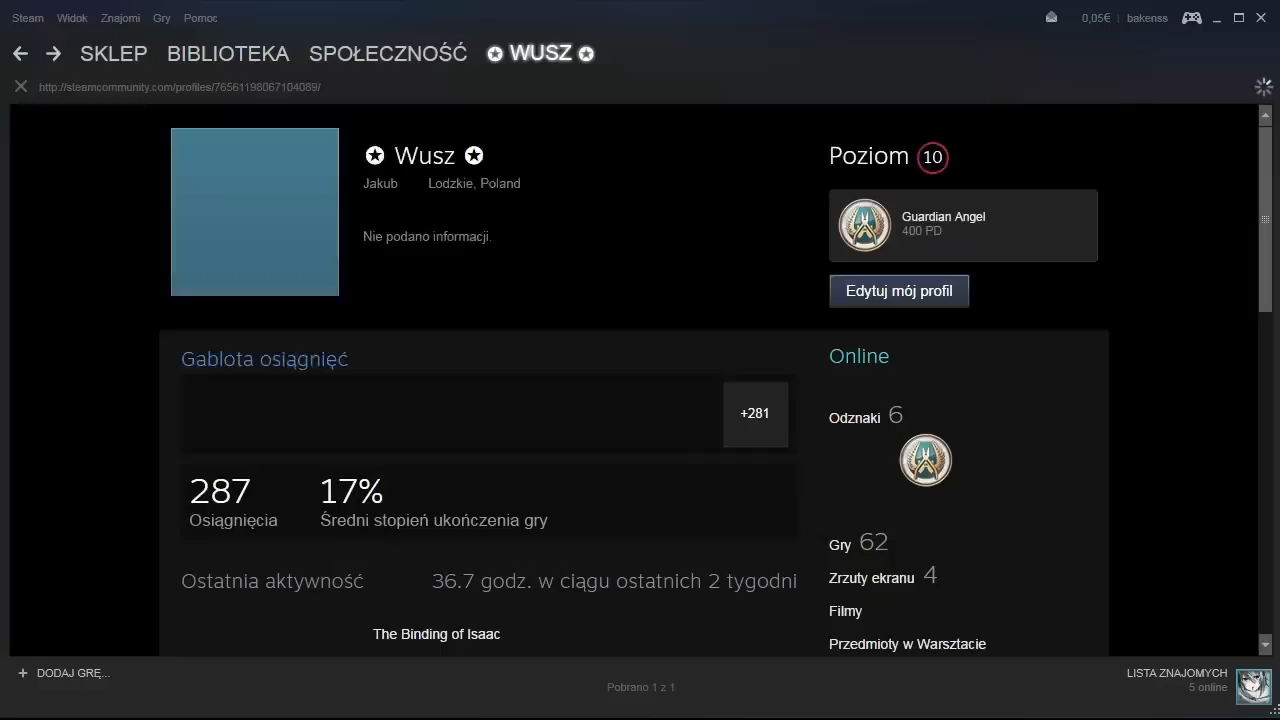 Steam Widok Znajomi Gry Pomoc
0,05€ bakenss
SKLEP BIBLIOTEKA SPOŁECZNOŚĆ ✪ WUSZ ✪
http://steamcommunity.com/profiles/76561198067104089/
✪ Wusz ✪
Jakub Lodzkie, Poland
Nie podano informacji.
Poziom 10
Guardian Angel
400 PD
Edytuj mój profil
Gablota osiągnięć
+281
287
Osiągnięcia
17%
Średni stopień ukończenia gry
Ostatnia aktywność 36.7 godz. w ciągu ostatnich 2 tygodni
The Binding of Isaac
Online
Odznaki 6
Gry 62
Zrzuty ekranu 4
Filmy
Przedmioty w Warsztacie
+ DODAJ GRĘ...
Pobrano 1 z 1
LISTA ZNAJOMYCH
5 online